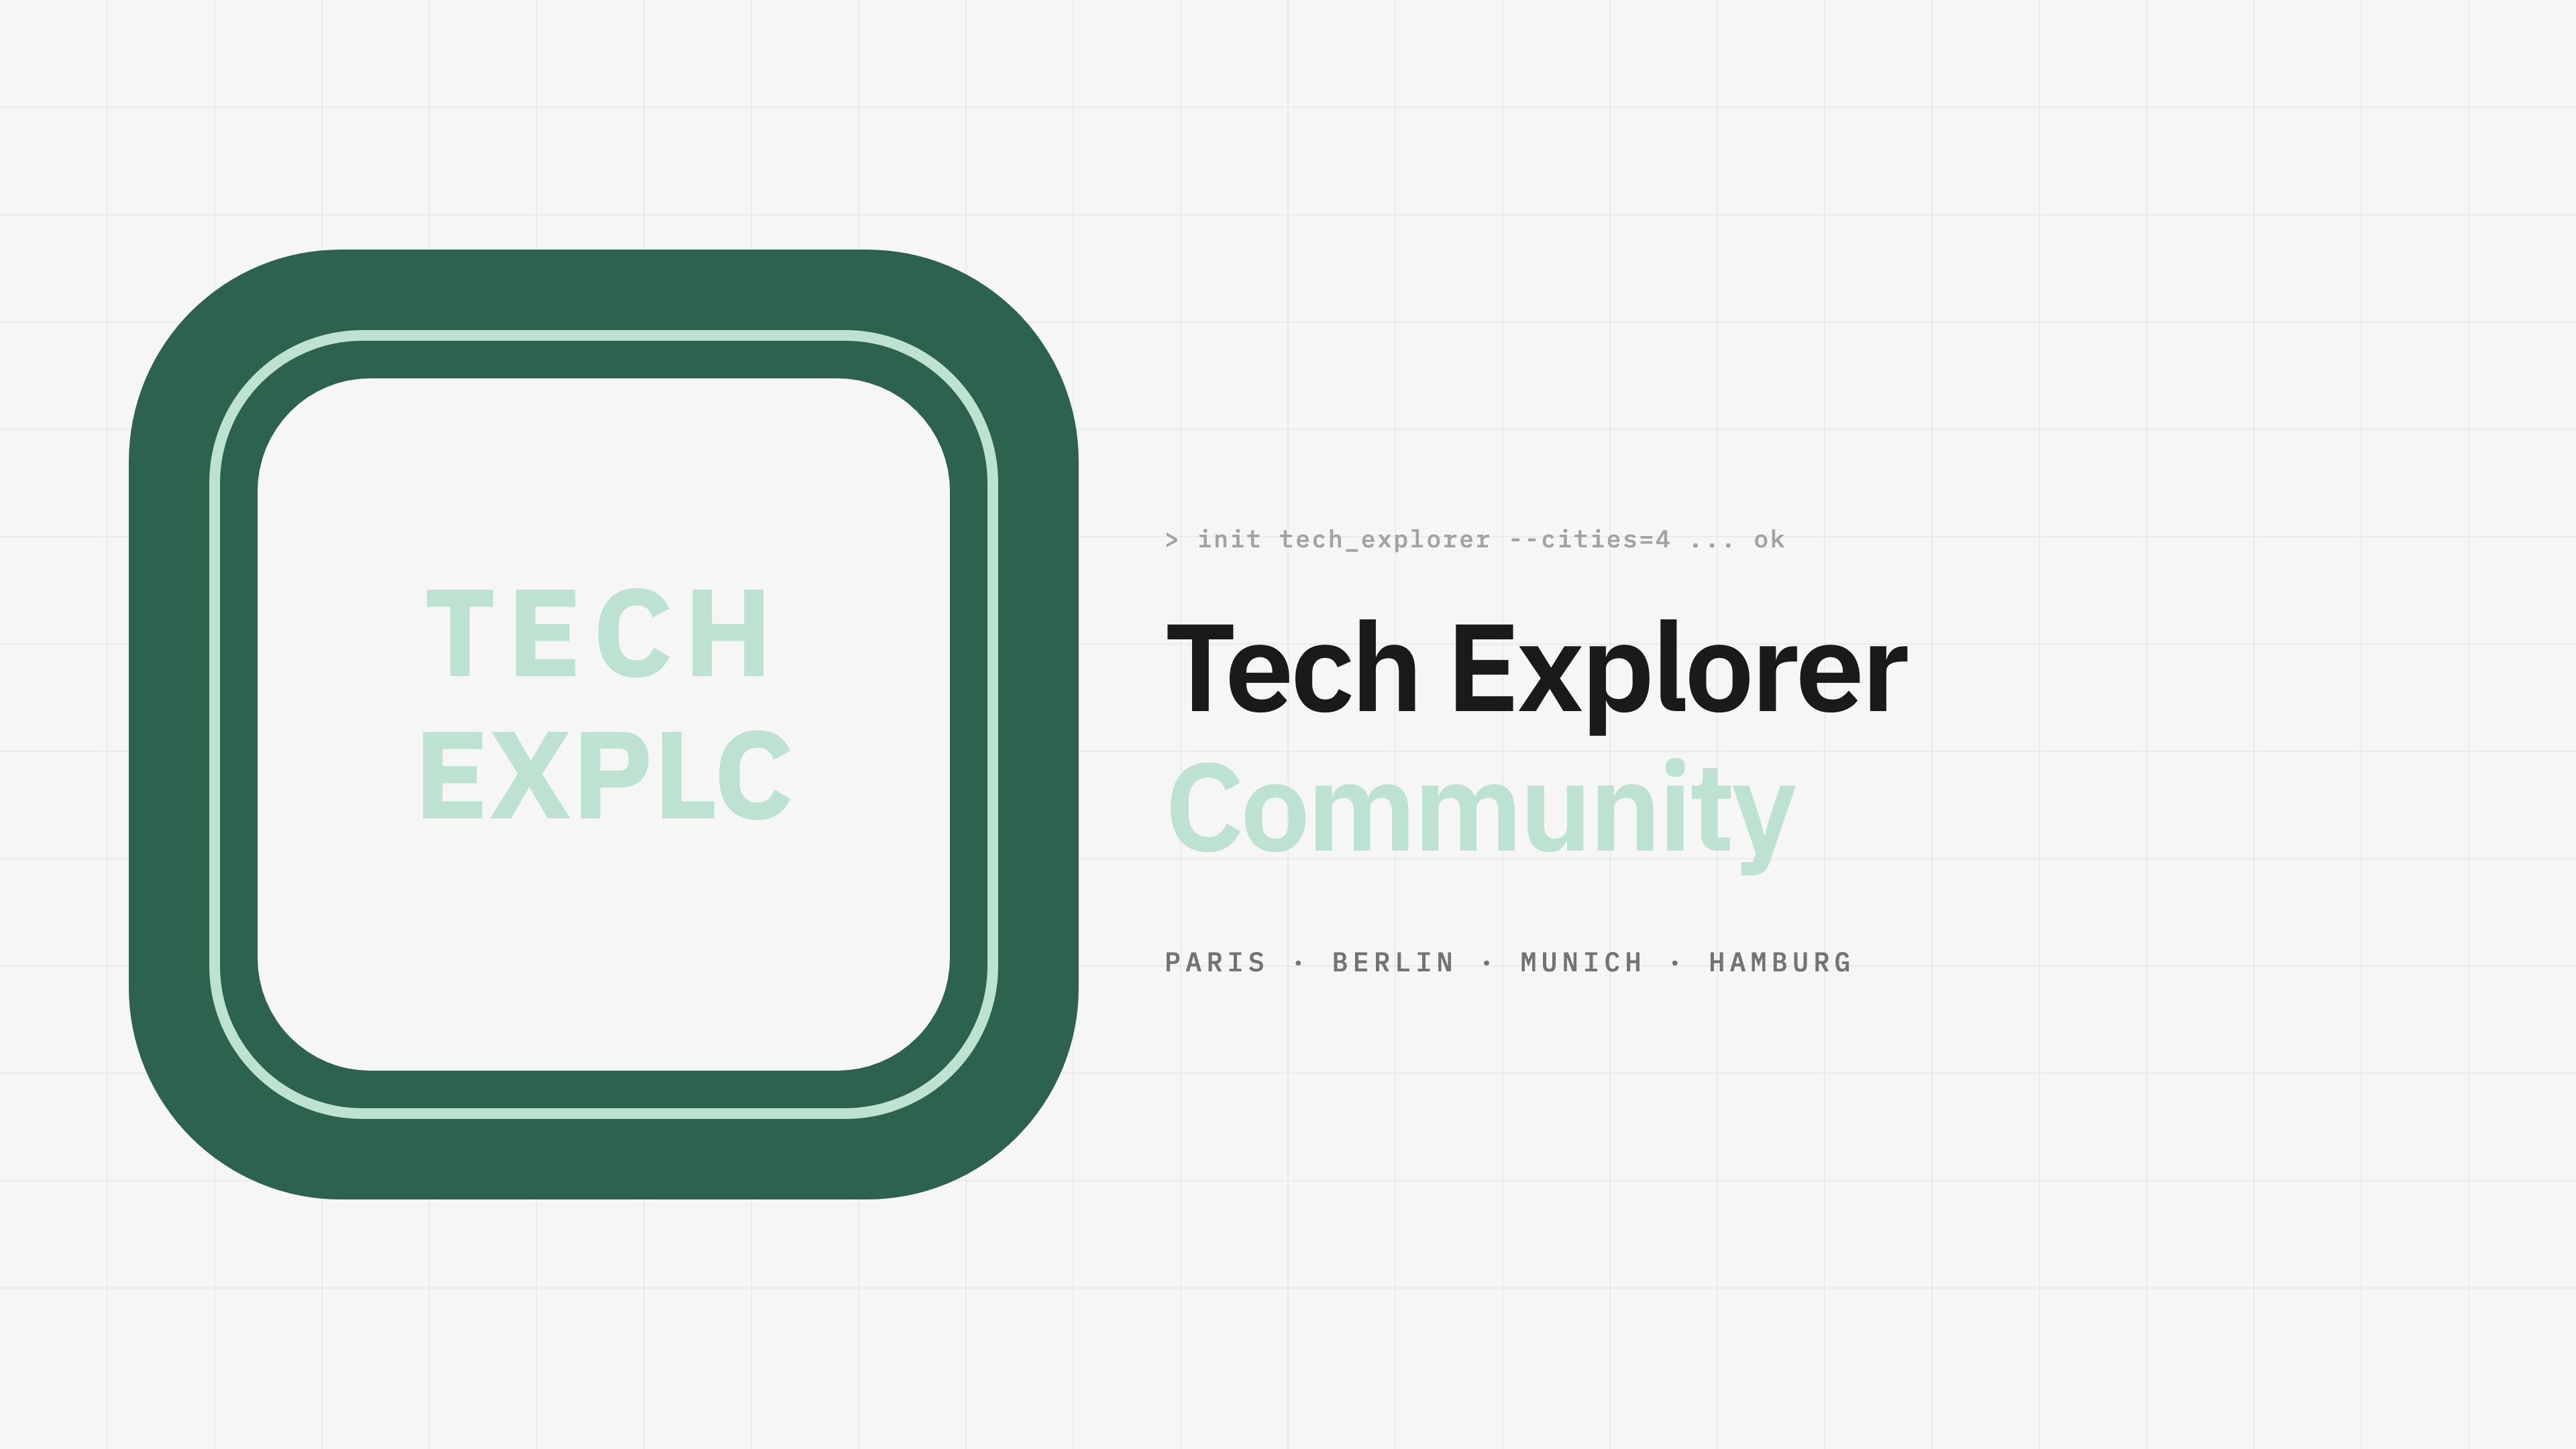 TECH
EXPLC
> init tech_explorer --cities=4 ... ok
Tech Explorer
Community
PARIS · BERLIN · MUNICH · HAMBURG